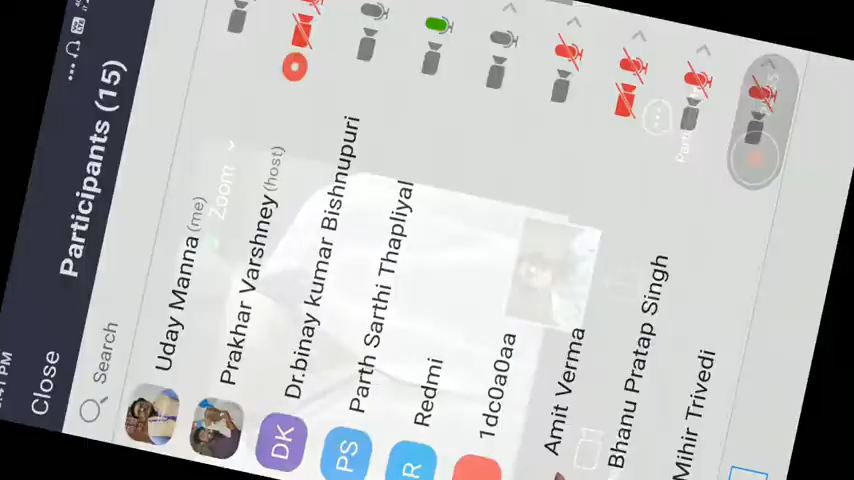 Close
Participants (15)
Search
Uday Manna (me)
Zoom
Prakhar Varshney (host)
DK
Dr.binay kumar Bishnupuri
PS
Parth Sarthi Thapliyal
R
Redmi
1dc0a0aa
Amit Verma
Bhanu Pratap Singh
Mihir Trivedi